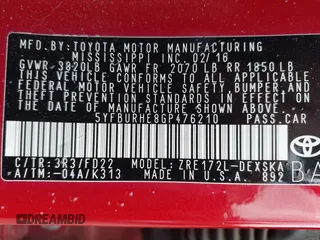 MFD. BY:TOYOTA MOTOR MANUFACTURING
MISSISSIPPI INC. 02/16
GVWR 3820LB GAWR FR 2070 LB RR 1850 LB
THIS VEHICLE CONFORMS TO ALL APPLICABLE
FEDERAL MOTOR VEHICLE SAFETY, BUMPER, AND
THEFT PREVENTION STANDARDS IN EFFECT ON
THE DATE OF MANUFACTURE SHOWN ABOVE.
5YFBURHE8GP476210 PASS.CAR
C/TR:3R3/FD22 MODEL:ZRE172L-DEXSKA
A/TM:-04A/K313 MADE IN U.S.A. 892
TOYOTA
BA
DREAMBID